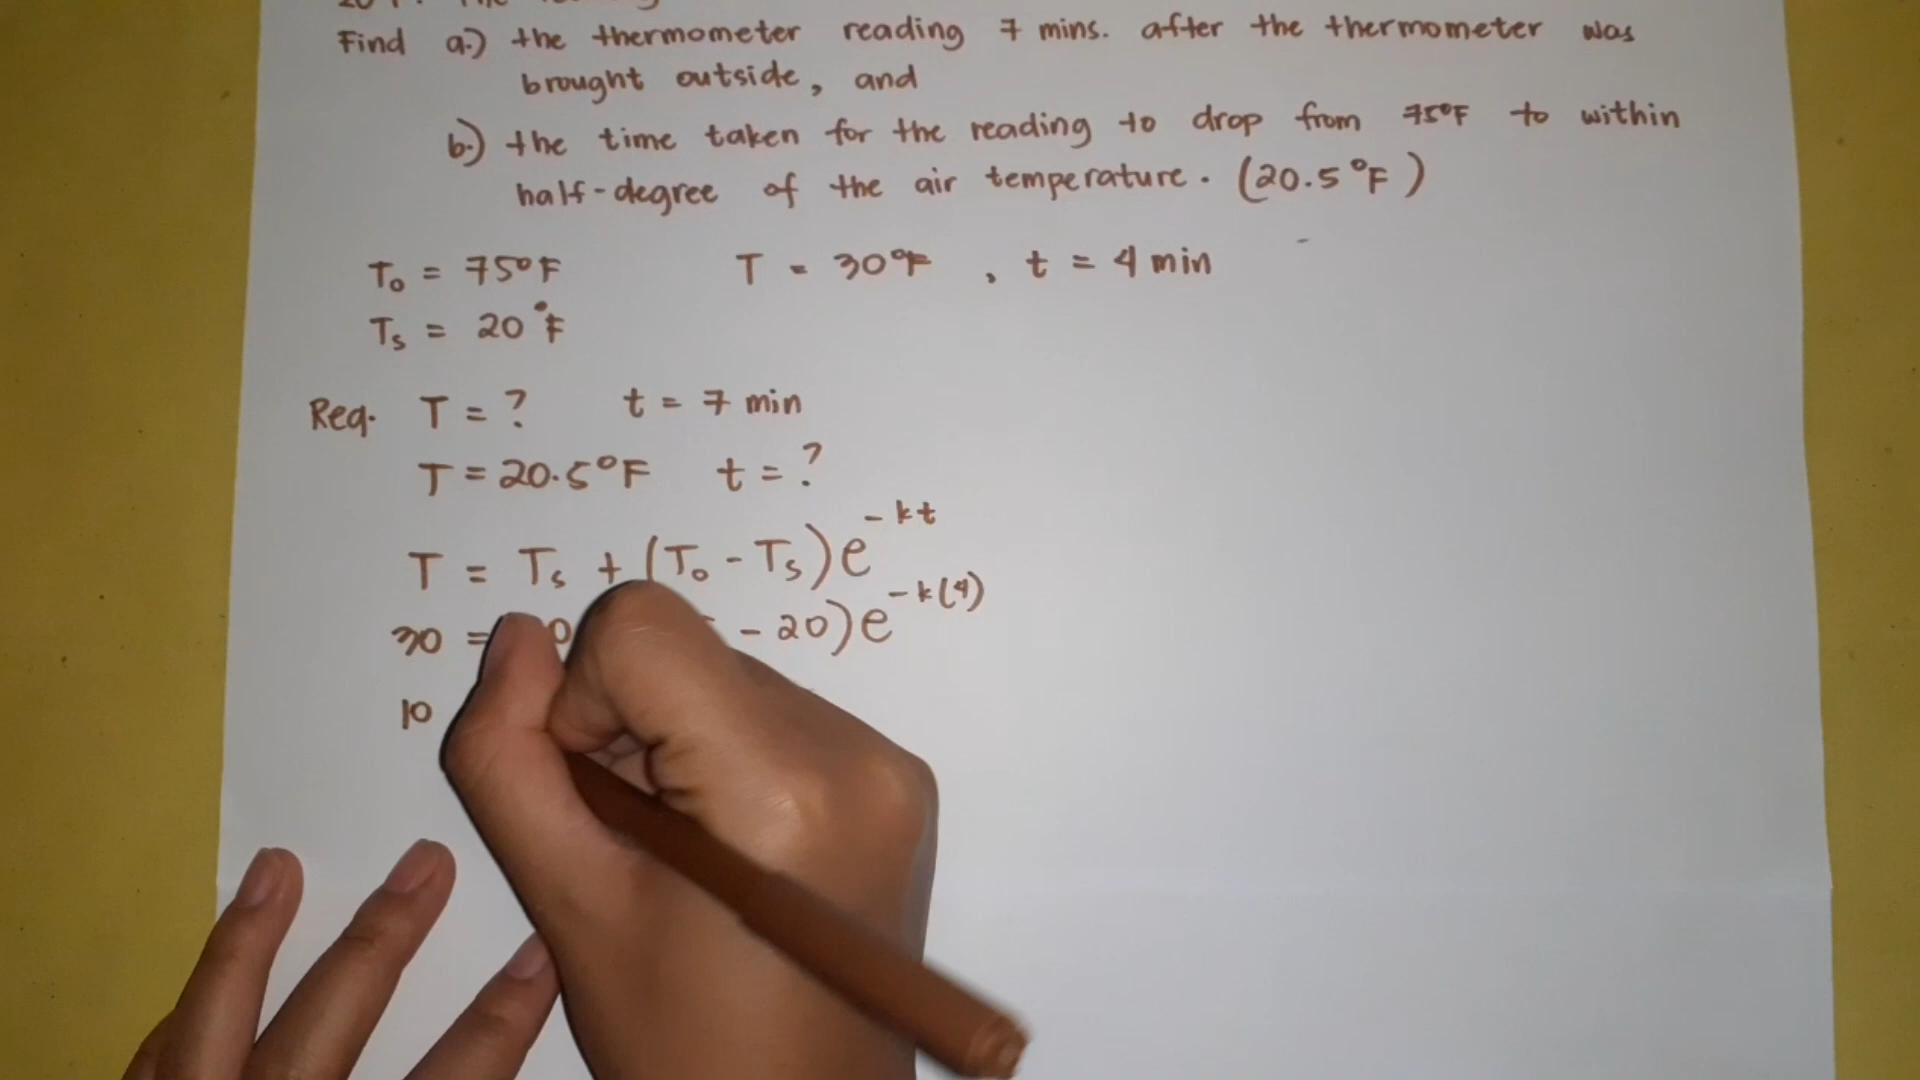 Find a.) the thermometer reading 7 mins. after the thermometer was
brought outside, and
b.) the time taken for the reading to drop from 75°F to within
half-degree of the air temperature. (20.5°F)
To = 75°F T = 30°F, t = 4 min
Ts = 20°F
Req. T = ? t = 7 min
T = 20.5°F t = ?
T = Ts + (To - Ts)e^-kt
30 = - 20)e^-k(4)
10